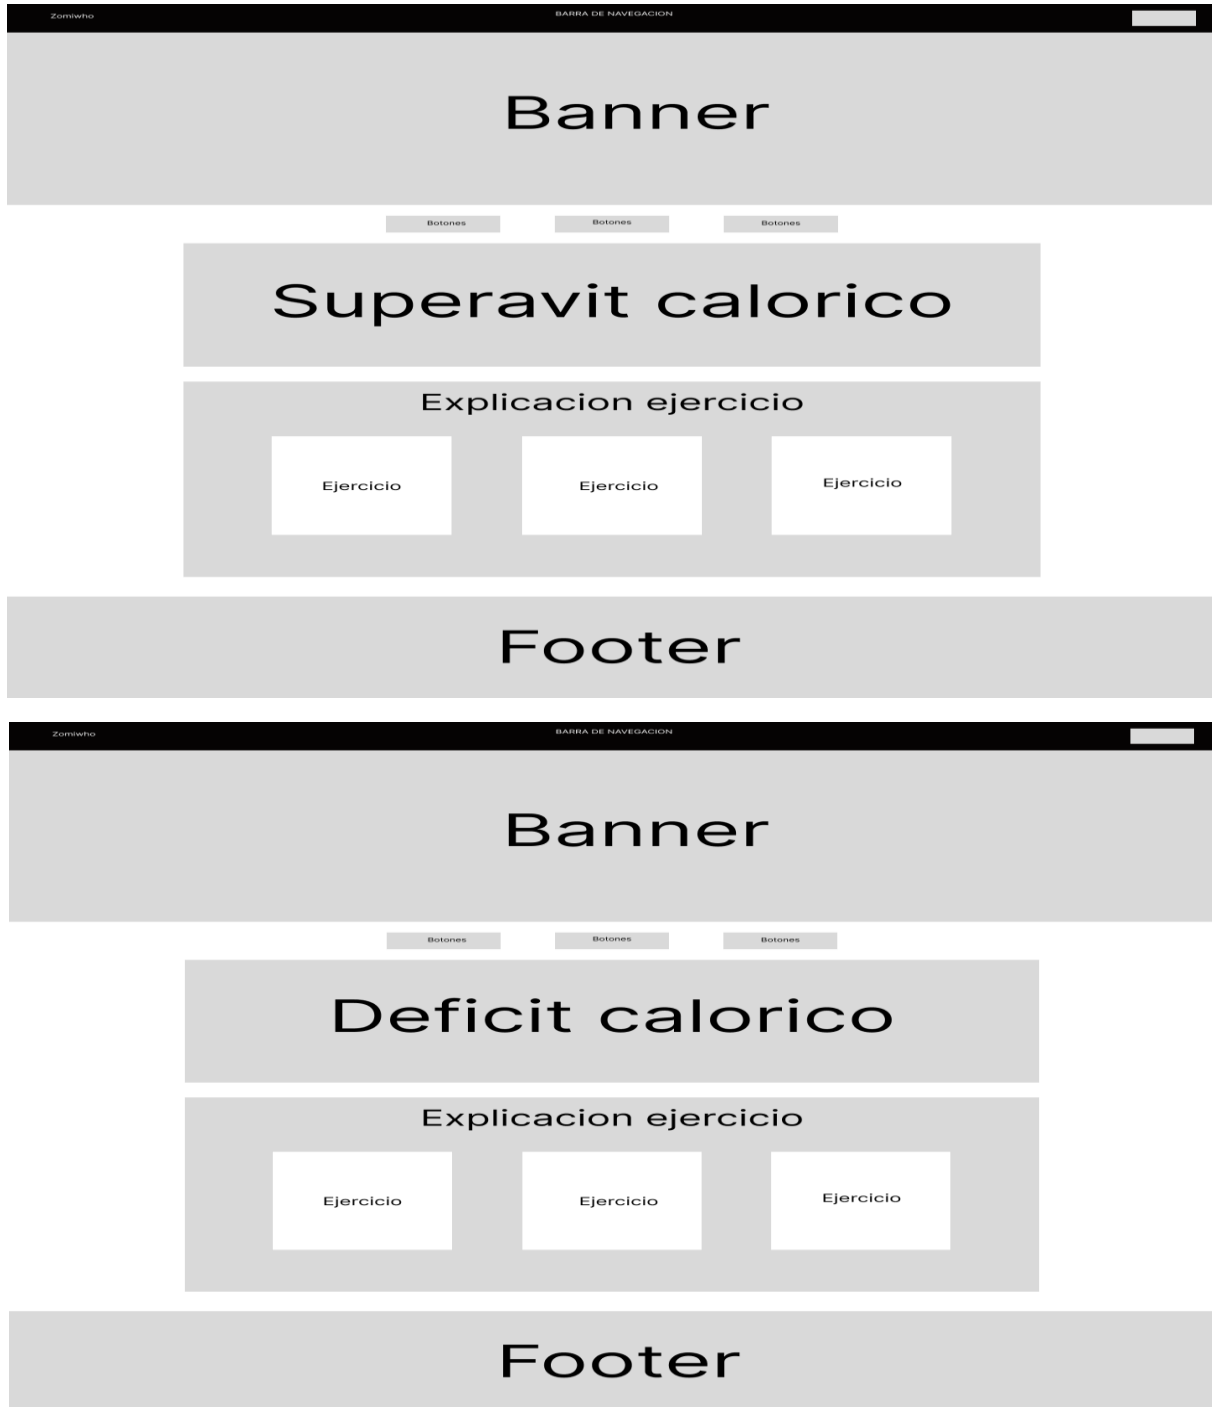 Zomiwho
BARRA DE NAVEGACION
Banner
Botones
Botones
Botones
Superavit calorico
Explicacion ejercicio
Ejercicio
Ejercicio
Ejercicio
Footer
Zomiwho
BARRA DE NAVEGACION
Banner
Botones
Botones
Botones
Deficit calorico
Explicacion ejercicio
Ejercicio
Ejercicio
Ejercicio
Footer